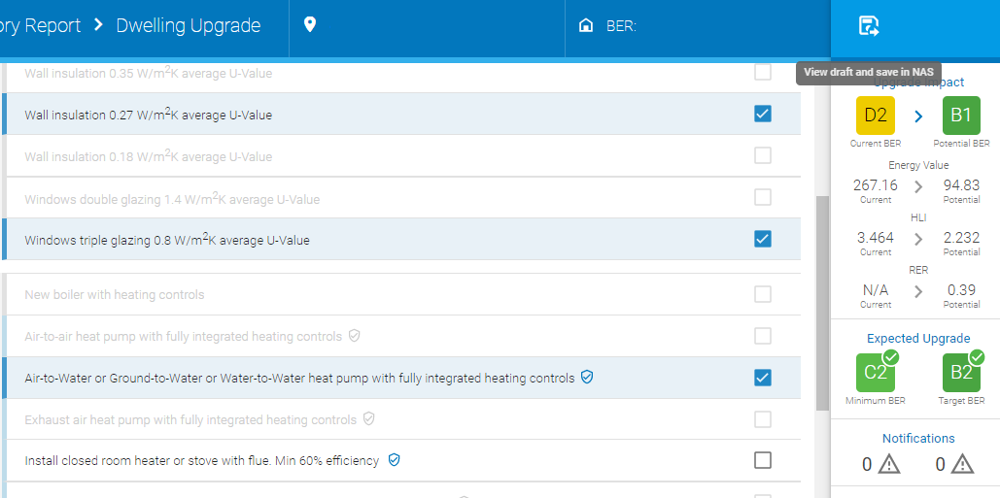 ory Report > Dwelling Upgrade
BER:
View draft and save in NAS
Wall insulation 0.35 W/m²K average U-Value
Wall insulation 0.27 W/m²K average U-Value
Wall insulation 0.18 W/m²K average U-Value
Windows double glazing 1.4 W/m²K average U-Value
Windows triple glazing 0.8 W/m²K average U-Value
New boiler with heating controls
Air-to-air heat pump with fully integrated heating controls
Air-to-Water or Ground-to-Water or Water-to-Water heat pump with fully integrated heating controls
Exhaust air heat pump with fully integrated heating controls
Install closed room heater or stove with flue. Min 60% efficiency
Upgrade Impact
D2 > B1
Current BER Potential BER
Energy Value
267.16 > 94.83
Current Potential
HLI
3.464 > 2.232
Current Potential
RER
N/A > 0.39
Current Potential
Expected Upgrade
C2 B2
Minimum BER Target BER
Notifications
0 0